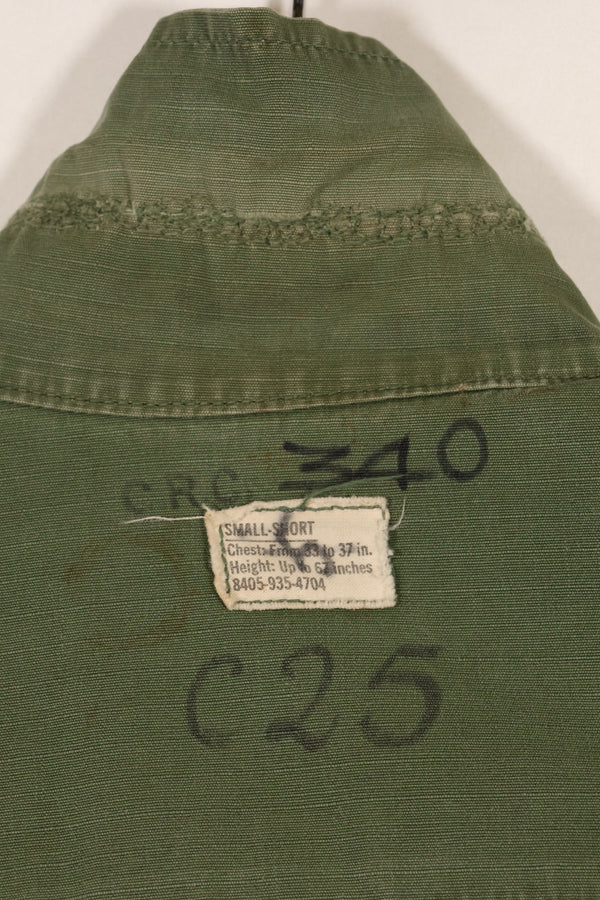 CRC 340
SMALL-SHORT
Chest: From 33 to 37 in.
Height: Up to 67 inches
8405-935-4704
C25